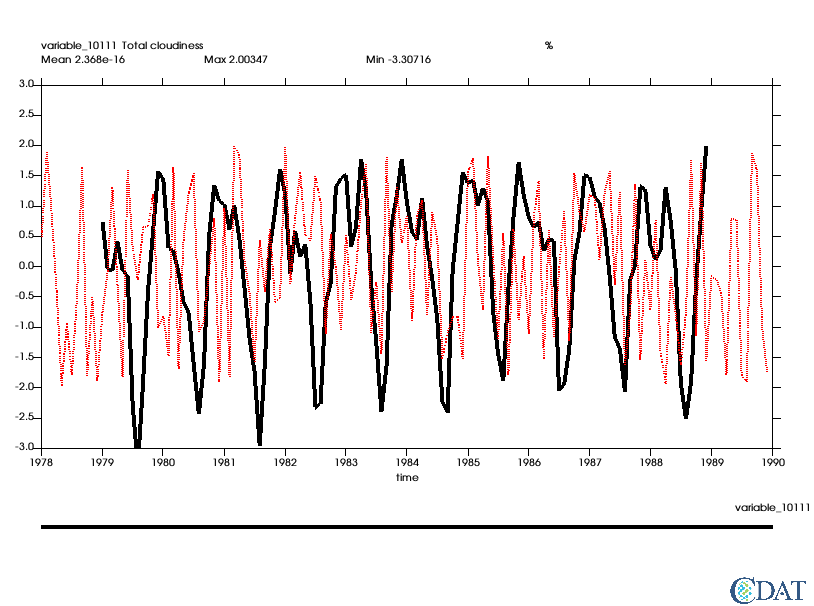 variable_10111 Total cloudiness %
Mean 2.368e-16 Max 2.00347 Min -3.30716
3.0
2.5
2.0
1.5
1.0
0.5
0.0
-0.5
-1.0
-1.5
-2.0
-2.5
-3.0
1978 1979 1980 1981 1982 1983 1984 1985 1986 1987 1988 1989 1990
time
variable_10111
CDAT